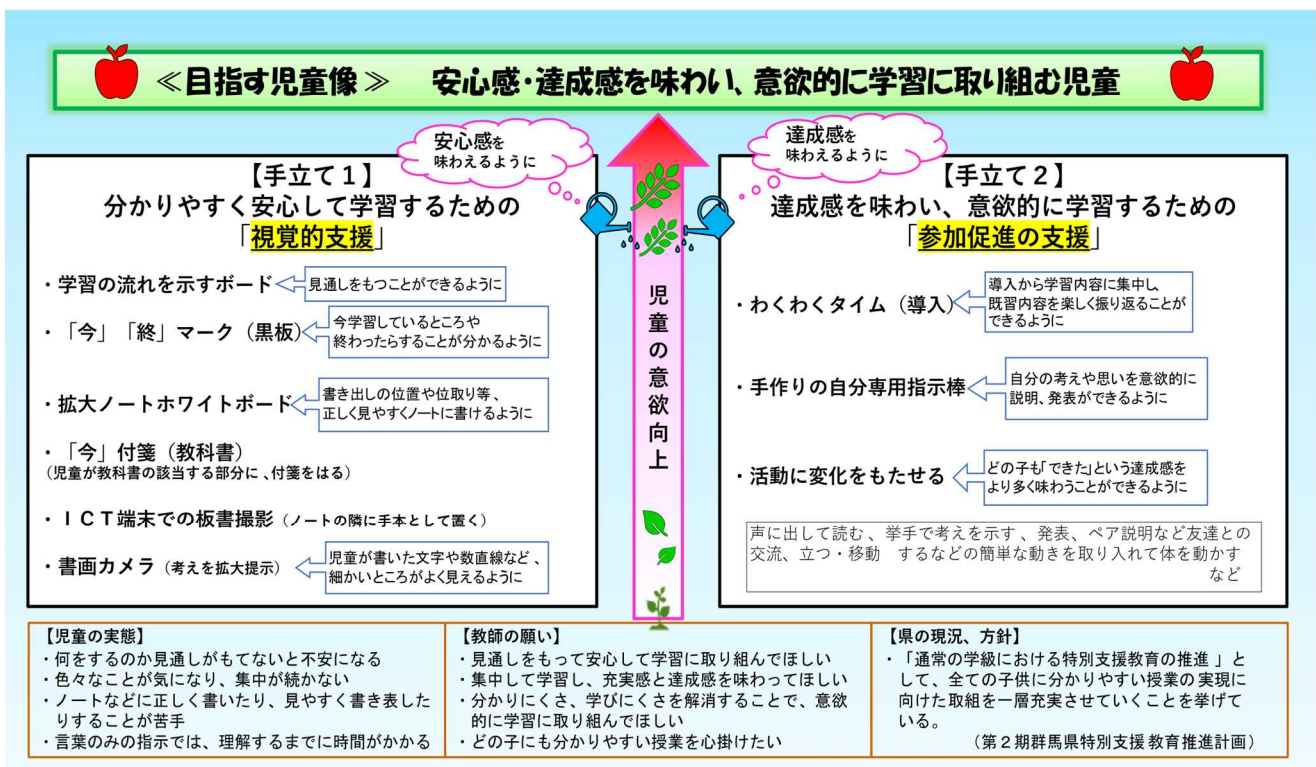 ≪目指す児童像≫　安心感・達成感を味わい、意欲的に学習に取り組む児童
安心感を
味わえるように
達成感を
味わえるように
【手立て１】
分かりやすく安心して学習するための
「視覚的支援」
・学習の流れを示すボード
見通しをもつことができるように
・「今」「終」マーク（黒板）
今学習しているところや
終わったらすることが分かるように
・拡大ノートホワイトボード
書き出しの位置や位取り等、
正しく見やすくノートに書けるように
・「今」付箋（教科書）
（児童が教科書の該当する部分に、付箋をはる）
・ＩＣＴ端末での板書撮影（ノートの隣に手本として置く）
・書画カメラ（考えを拡大提示）
児童が書いた文字や数直線など、
細かいところがよく見えるように
児童の意欲向上
【手立て２】
達成感を味わい、意欲的に学習するための
「参加促進の支援」
・わくわくタイム（導入）
導入から学習内容に集中し、
既習内容を楽しく振り返ることが
できるように
・手作りの自分専用指示棒
自分の考えや思いを意欲的に
説明、発表ができるように
・活動に変化をもたせる
どの子も「できた」という達成感を
より多く味わうことができるように
声に出して読む、挙手で考えを示す、発表、ペア説明など友達との
交流、立つ・移動　するなどの簡単な動きを取り入れて体を動かす
など
【児童の実態】
・何をするのか見通しがもてないと不安になる
・色々なことが気になり、集中が続かない
・ノートなどに正しく書いたり、見やすく書き表した
りすることが苦手
・言葉のみの指示では、理解するまでに時間がかかる
【教師の願い】
・見通しをもって安心して学習に取り組んでほしい
・集中して学習し、充実感と達成感を味わってほしい
・分かりにくさ、学びにくさを解消することで、意欲
的に学習に取り組んでほしい
・どの子にも分かりやすい授業を心掛けたい
【県の現況、方針】
・「通常の学級における特別支援教育の推進」と
して、全ての子供に分かりやすい授業の実現に
向けた取組を一層充実させていくことを挙げて
いる。
（第２期群馬県特別支援教育推進計画）